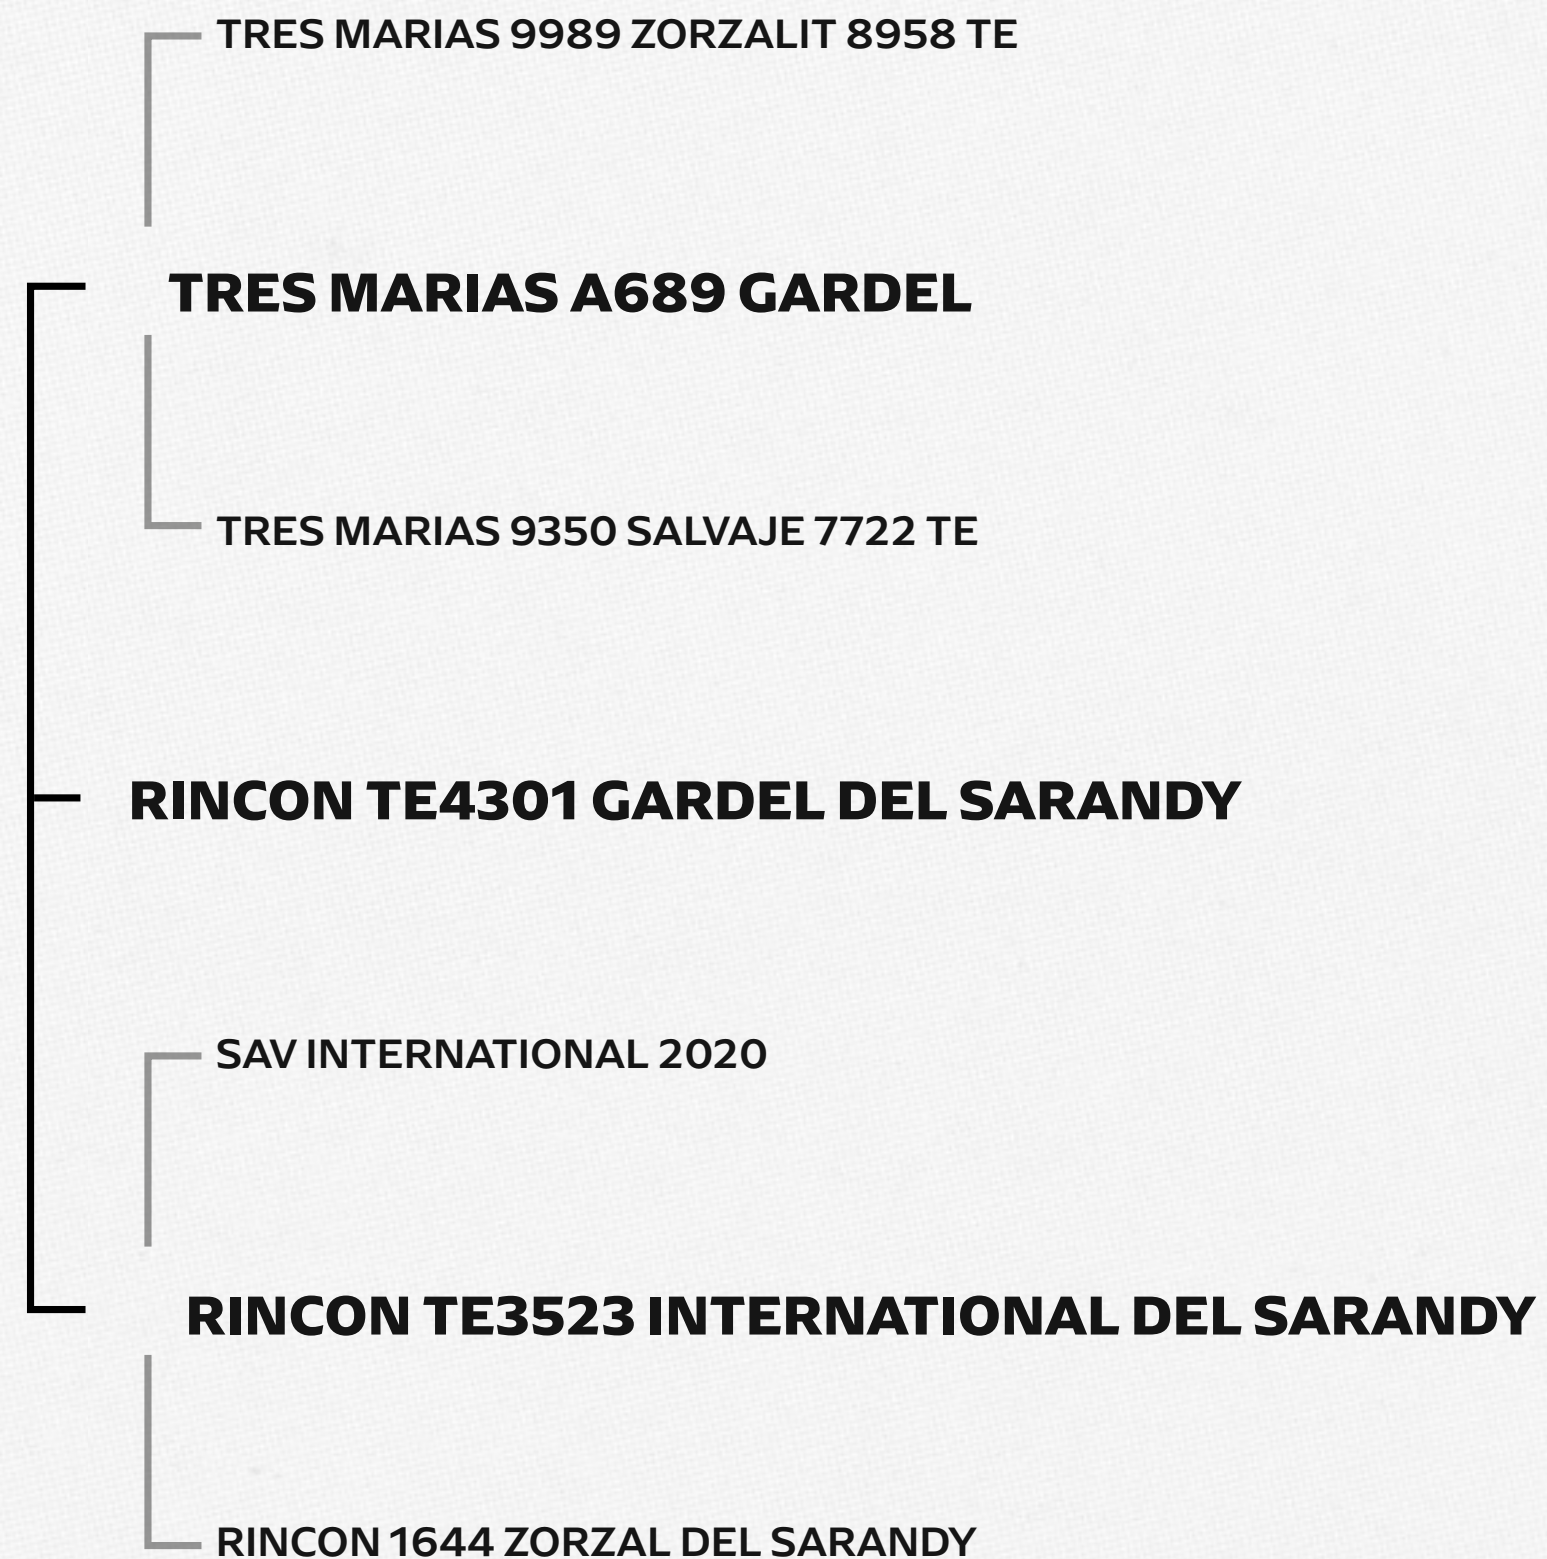 TRES MARIAS 9989 ZORZALIT 8958 TE
TRES MARIAS A689 GARDEL
TRES MARIAS 9350 SALVAJE 7722 TE
RINCON TE4301 GARDEL DEL SARANDY
SAV INTERNATIONAL 2020
RINCON TE3523 INTERNATIONAL DEL SARANDY
RINCON 1644 ZORZAL DEL SARANDY